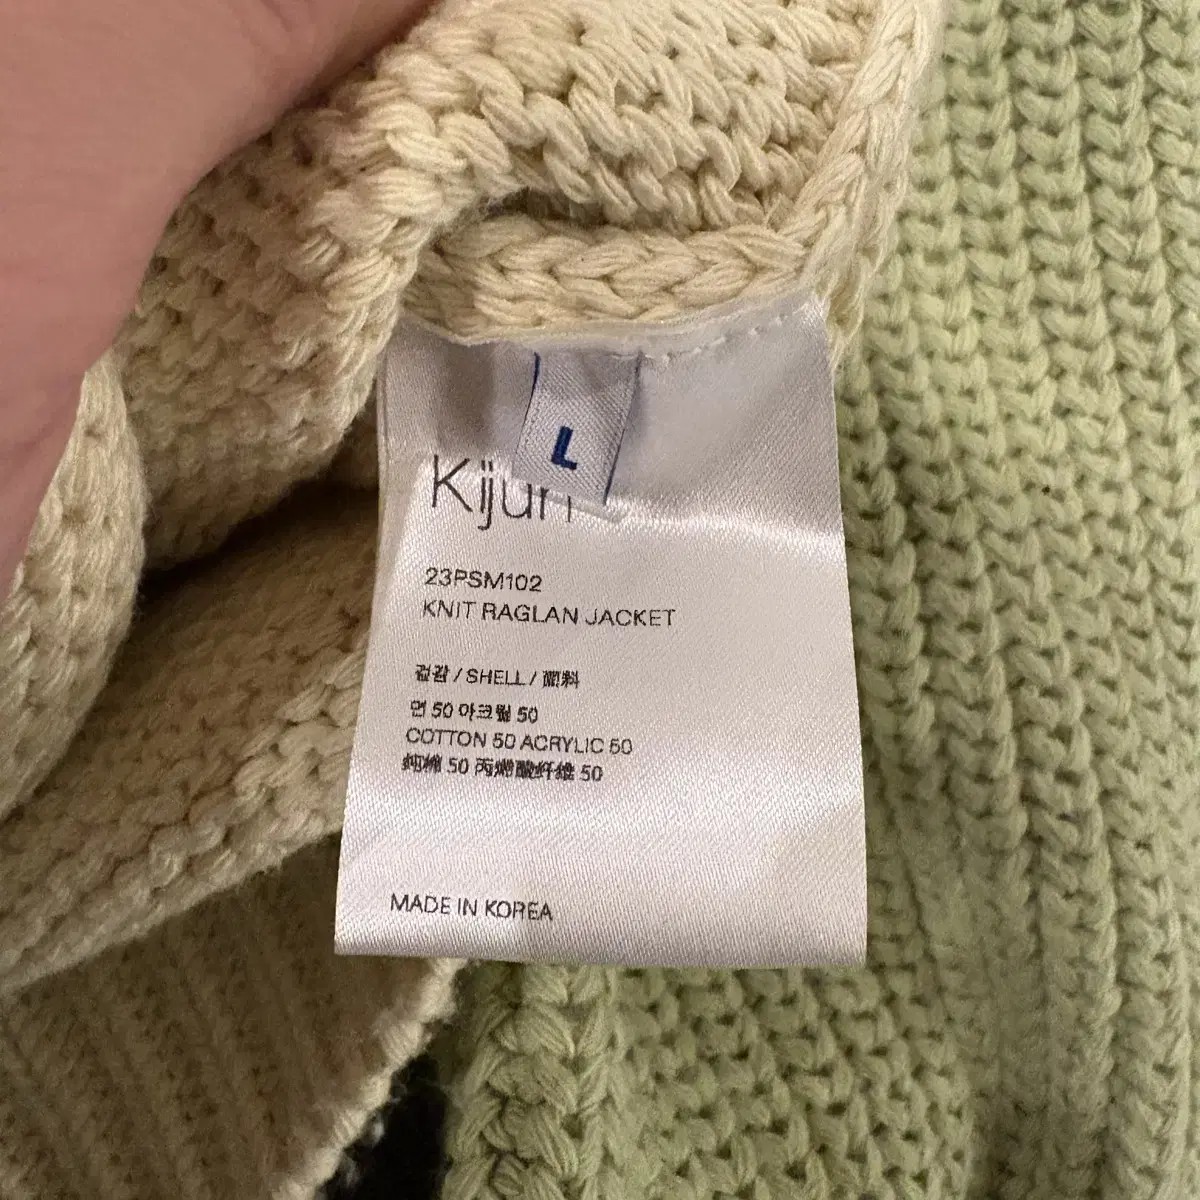 L
Kijun
23PSM102
KNIT RAGLAN JACKET
겉감 / SHELL / 面料
면 50 아크릴 50
COTTON 50 ACRYLIC 50
纯棉 50 丙烯酸纤维 50
MADE IN KOREA